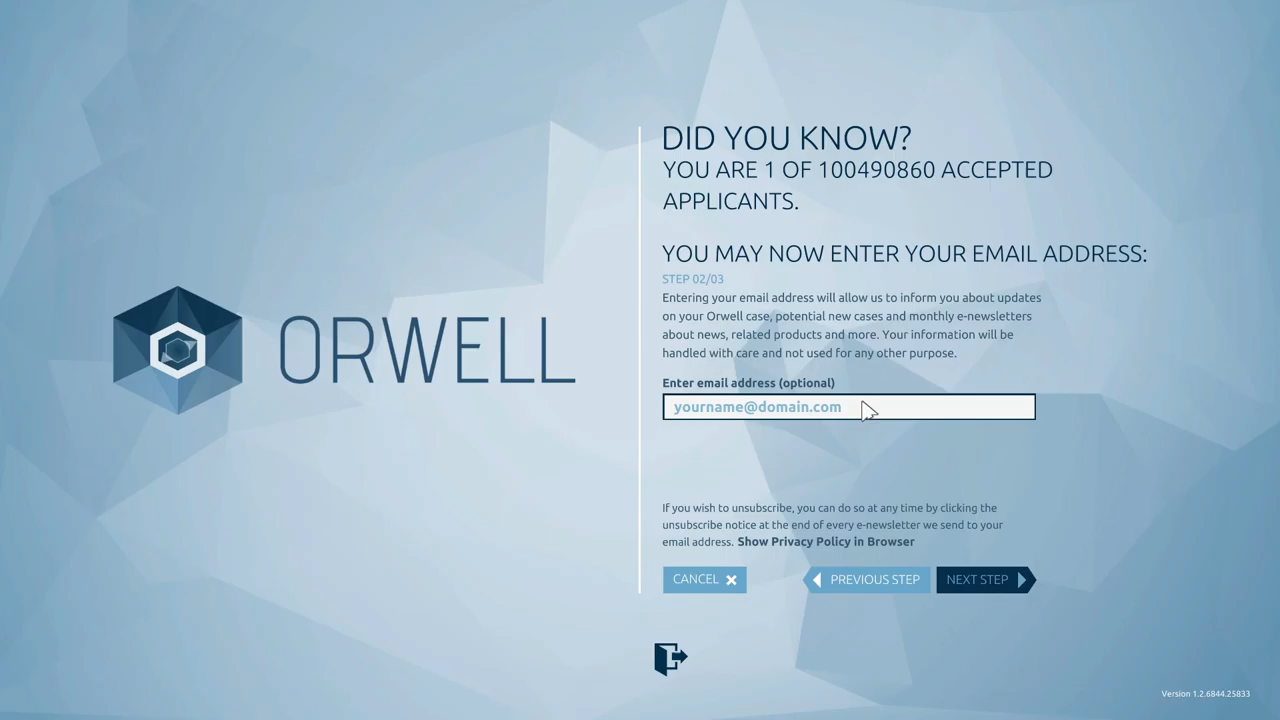 DID YOU KNOW?
YOU ARE 1 OF 100490860 ACCEPTED
APPLICANTS.
YOU MAY NOW ENTER YOUR EMAIL ADDRESS:
STEP 02/03
Entering your email address will allow us to inform you about updates
on your Orwell case, potential new cases and monthly e-newsletters
about news, related products and more. Your information will be
handled with care and not used for any other purpose.
ORWELL
Enter email address (optional)
yourname@domain.com
If you wish to unsubscribe, you can do so at any time by clicking the
unsubscribe notice at the end of every e-newsletter we send to your
email address. Show Privacy Policy in Browser
CANCEL
PREVIOUS STEP
NEXT STEP
Version 1.2.6844.25833